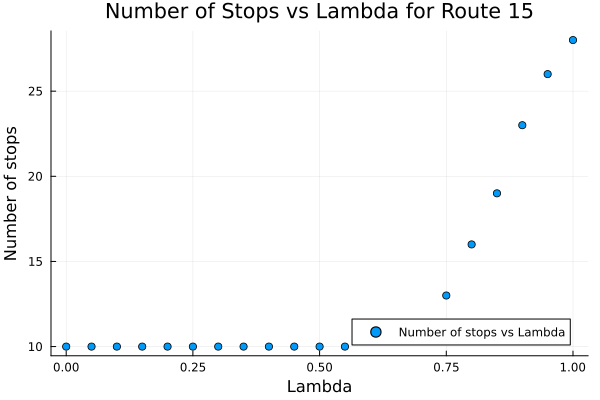 Number of Stops vs Lambda for Route 15
Number of stops
25
20
15
10
Number of stops vs Lambda
0.00 0.25 0.50 0.75 1.00
Lambda